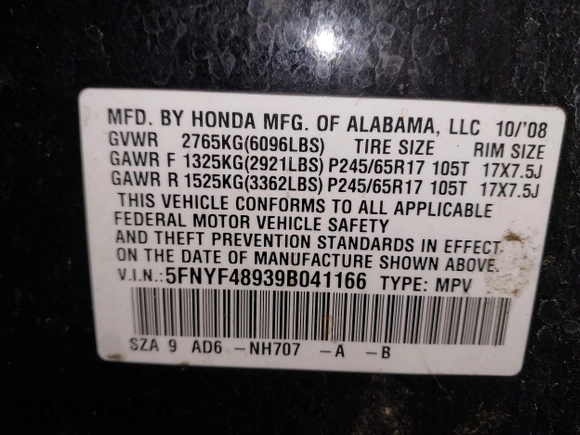 MFD. BY HONDA MFG. OF ALABAMA, LLC 10/'08
GVWR 2765KG(6096LBS) TIRE SIZE RIM SIZE
GAWR F 1325KG(2921LBS) P245/65R17 105T 17X7.5J
GAWR R 1525KG(3362LBS) P245/65R17 105T 17X7.5J
THIS VEHICLE CONFORMS TO ALL APPLICABLE
FEDERAL MOTOR VEHICLE SAFETY
AND THEFT PREVENTION STANDARDS IN EFFECT
ON THE DATE OF MANUFACTURE SHOWN ABOVE.
V.I.N.: 5FNYF48939B041166 TYPE: MPV
SZA 9 AD6 -NH707 -A -B